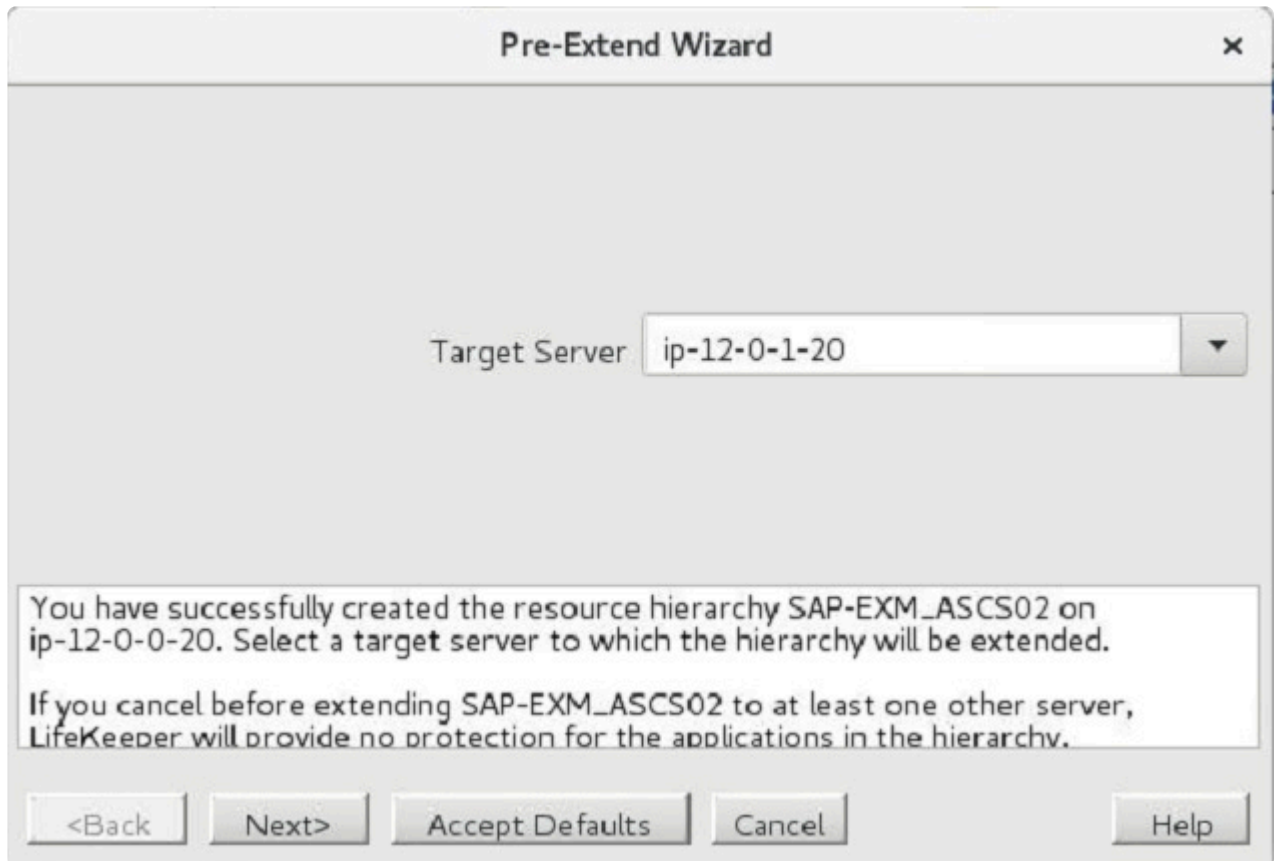 Pre-Extend Wizard
Target Server
ip-12-0-1-20
You have successfully created the resource hierarchy SAP-EXM_ASCS02 on
ip-12-0-0-20. Select a target server to which the hierarchy will be extended.
If you cancel before extending SAP-EXM_ASCS02 to at least one other server,
LifeKeeper will provide no protection for the applications in the hierarchy.
<Back
Next>
Accept Defaults
Cancel
Help